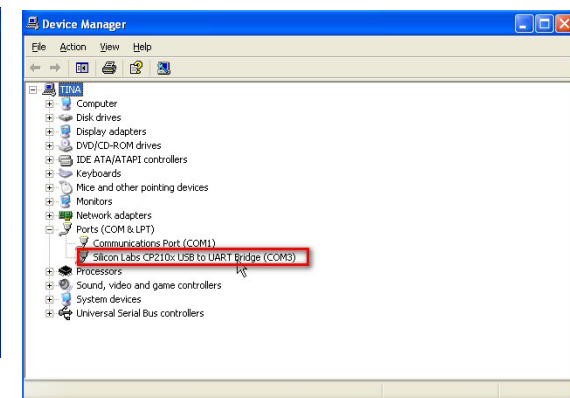 Device Manager
File Action View Help
TINA
Computer
Disk drives
Display adapters
DVD/CD-ROM drives
IDE ATA/ATAPI controllers
Keyboards
Mice and other pointing devices
Monitors
Network adapters
Ports (COM & LPT)
Communications Port (COM1)
Silicon Labs CP210x USB to UART Bridge (COM3)
Processors
Sound, video and game controllers
System devices
Universal Serial Bus controllers